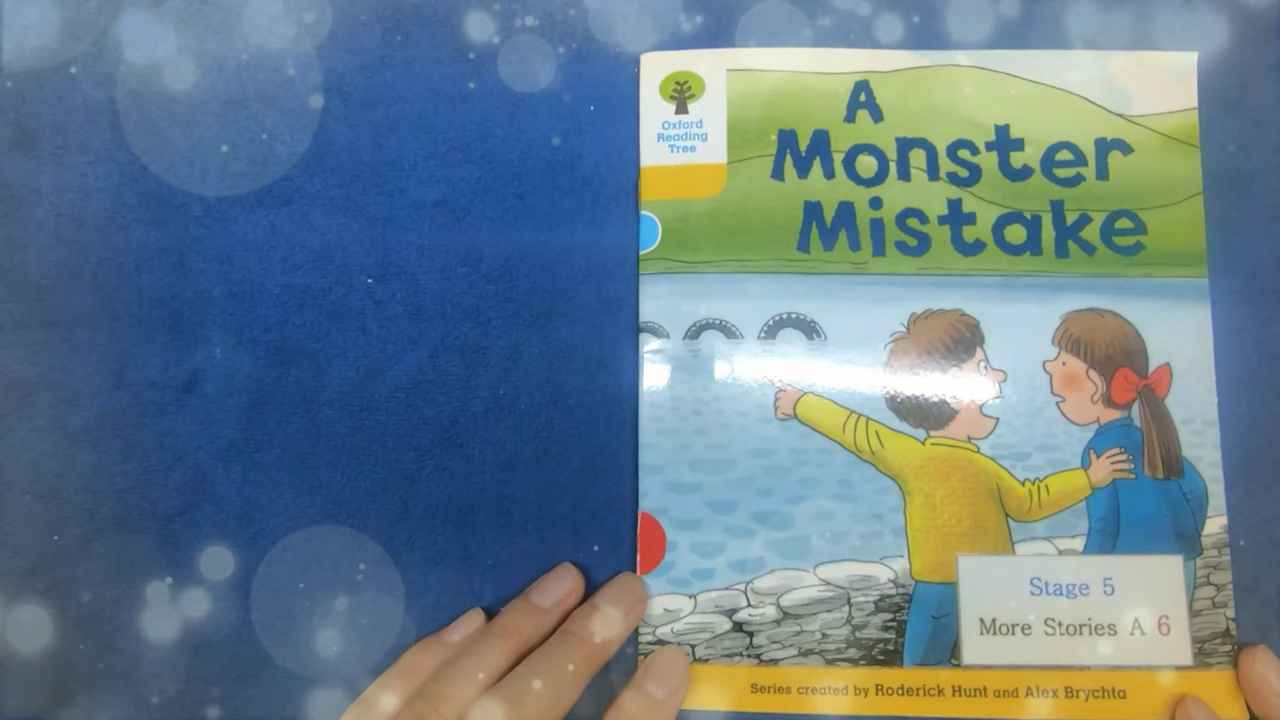 Oxford
Reading
Tree
A
Monster
Mistake
Stage 5
More Stories A 6
Series created by Roderick Hunt and Alex Brychta